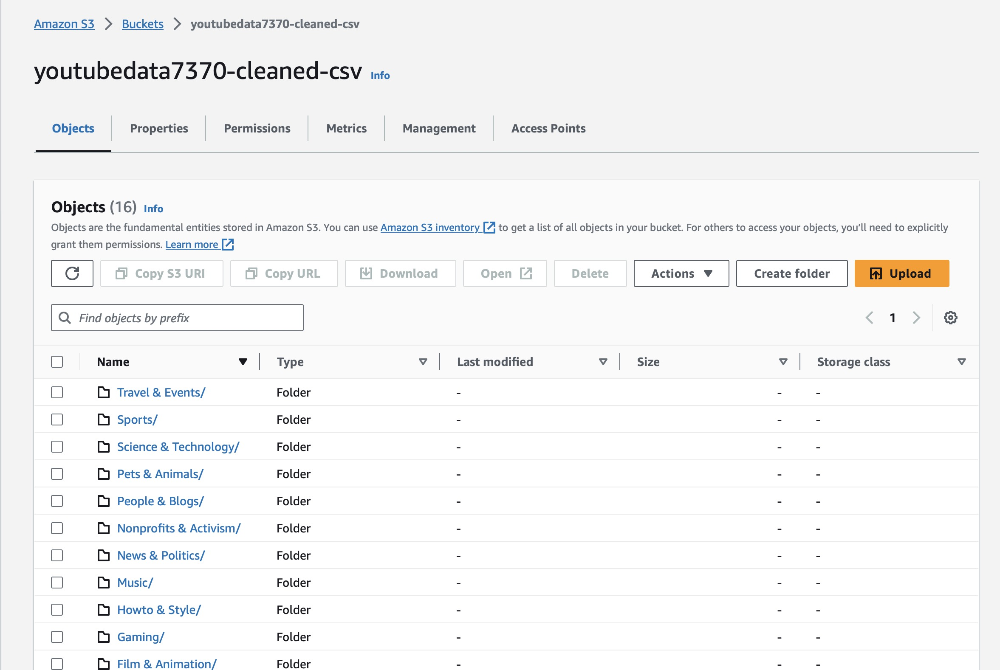 Amazon S3 > Buckets > youtubedata7370-cleaned-csv
youtubedata7370-cleaned-csv Info
Objects Properties Permissions Metrics Management Access Points
Objects (16) Info
Objects are the fundamental entities stored in Amazon S3. You can use Amazon S3 inventory to get a list of all objects in your bucket. For others to access your objects, you’ll need to explicitly
grant them permissions. Learn more
Copy S3 URI Copy URL Download Open Delete Actions Create folder Upload
Find objects by prefix 1
Name Type Last modified Size Storage class
Travel & Events/ Folder - - -
Sports/ Folder - - -
Science & Technology/ Folder - - -
Pets & Animals/ Folder - - -
People & Blogs/ Folder - - -
Nonprofits & Activism/ Folder - - -
News & Politics/ Folder - - -
Music/ Folder - - -
Howto & Style/ Folder - - -
Gaming/ Folder - - -
Film & Animation/ Folder - - -